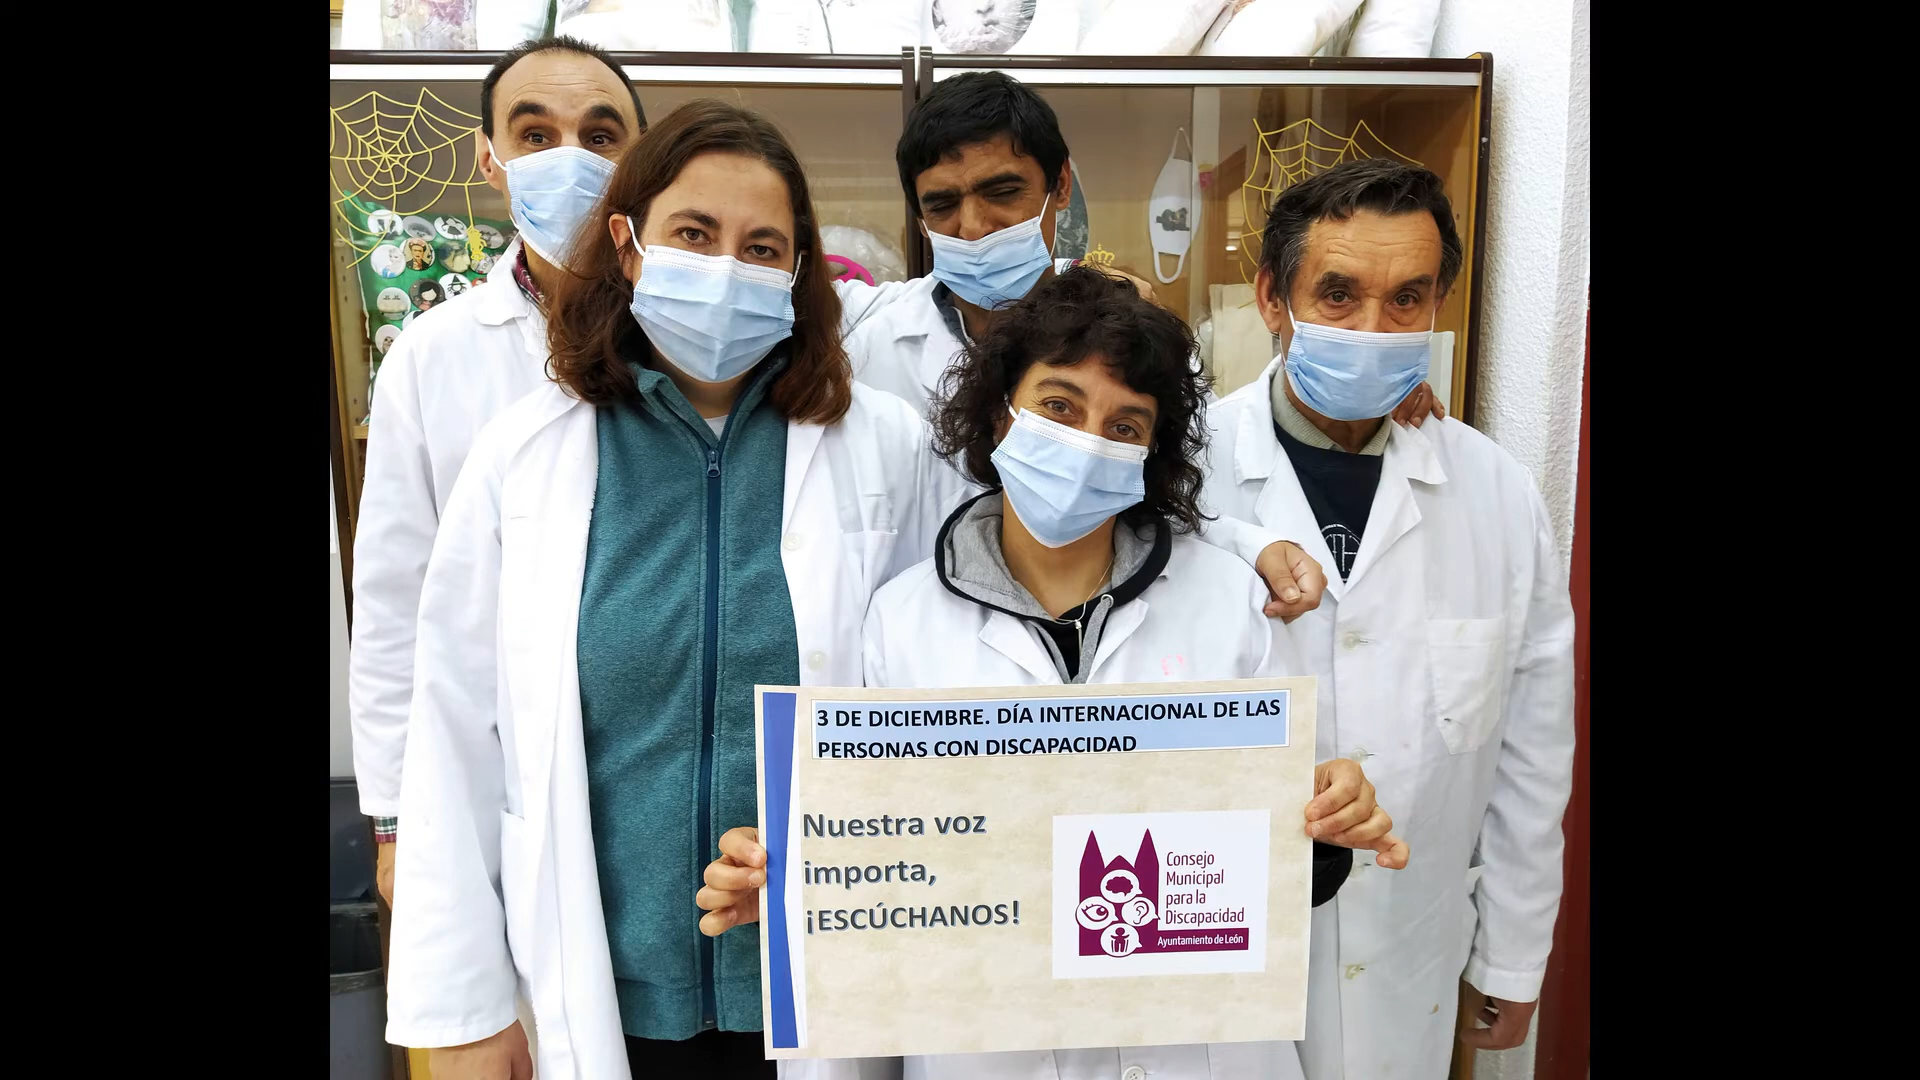 3 DE DICIEMBRE. DÍA INTERNACIONAL DE LAS
PERSONAS CON DISCAPACIDAD
Nuestra voz
importa,
¡ESCÚCHANOS!
Consejo
Municipal
para la
Discapacidad
Ayuntamiento de León